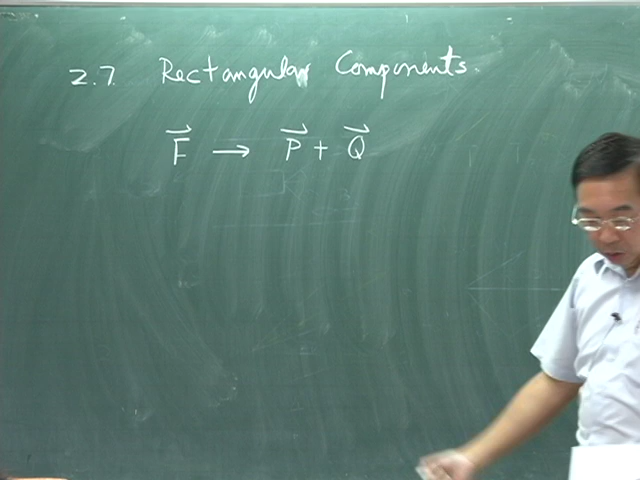 2.7. Rectangular Components.
F⃗ → P⃗ + Q⃗